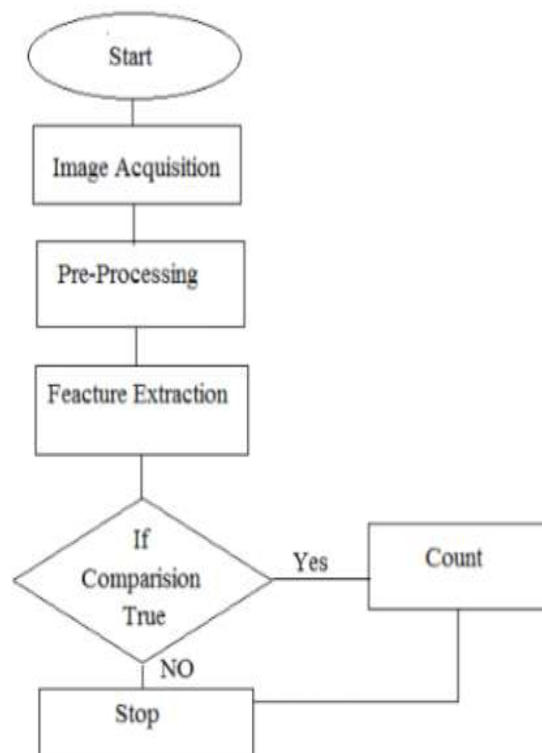 Start
Image Acquisition
Pre-Processing
Feacture Extraction
If
Comparision
True
Yes
Count
NO
Stop